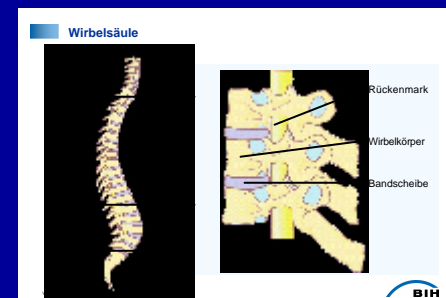 Wirbelsäule
Rückenmark
Wirbelkörper
Bandscheibe
BIH